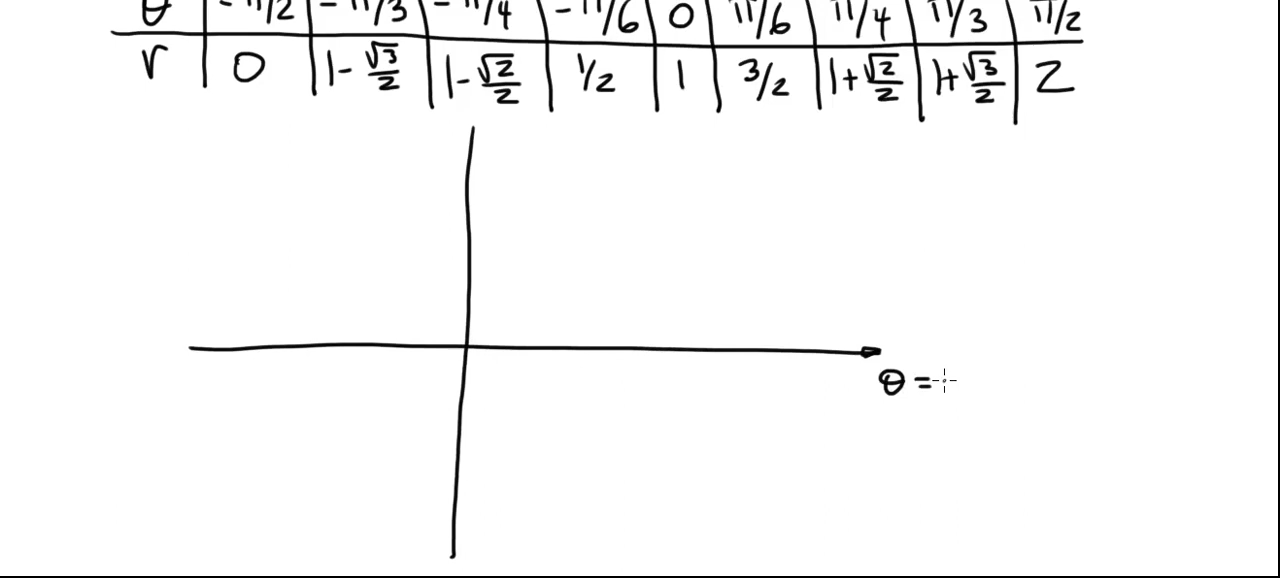 θ -π/2 -π/3 -π/4 -π/6 0 π/6 π/4 π/3 π/2
r 0 1-√3/2 1-√2/2 1/2 1 3/2 1+√2/2 1+√3/2 2
θ =